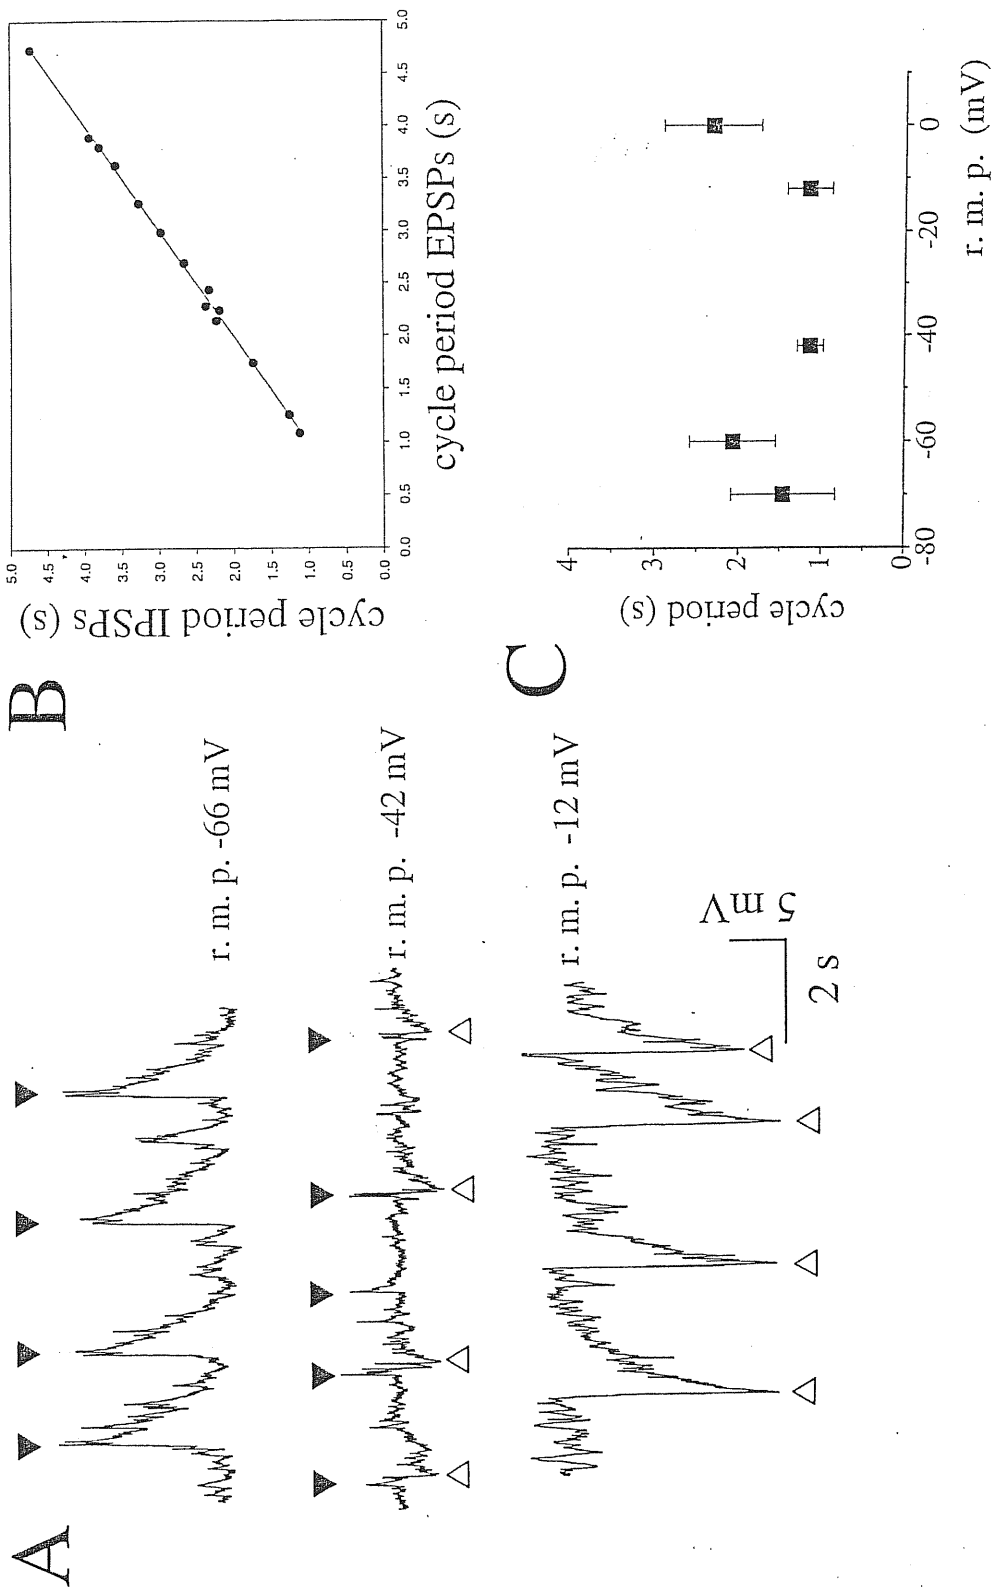 A
r. m. p. -66 mV
r. m. p. -42 mV
r. m. p. -12 mV
5 mV
2 s
B
cycle period IPSPs (s)
5.0
4.5
4.0
3.5
3.0
2.5
2.0
1.5
1.0
0.5
0.0
0.0 0.5 1.0 1.5 2.0 2.5 3.0 3.5 4.0 4.5 5.0
cycle period EPSPs (s)
C
cycle period (s)
4
3
2
1
0
-80 -60 -40 -20 0
r. m. p. (mV)